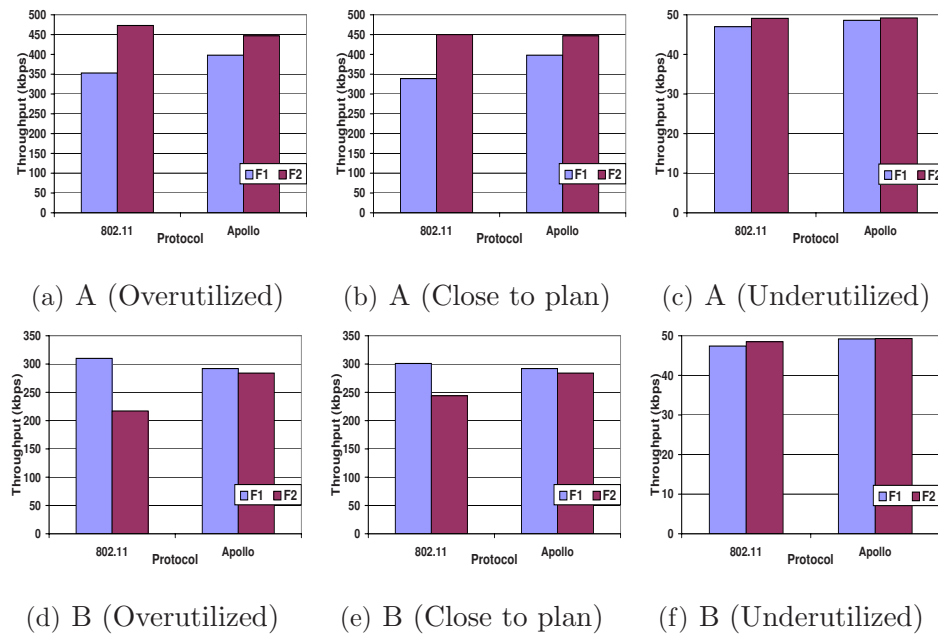 Throughput (kbps)
500
450
400
350
300
250
200
150
100
50
0
F1 F2
802.11 Apollo
Protocol
(a) A (Overutilized)
Throughput (kbps)
500
450
400
350
300
250
200
150
100
50
0
F1 F2
802.11 Apollo
Protocol
(b) A (Close to plan)
Throughput (kbps)
50
40
30
20
10
0
F1 F2
802.11 Apollo
Protocol
(c) A (Underutilized)
Throughput (kbps)
350
300
250
200
150
100
50
0
F1 F2
802.11 Apollo
Protocol
(d) B (Overutilized)
Throughput (kbps)
350
300
250
200
150
100
50
0
F1 F2
802.11 Apollo
Protocol
(e) B (Close to plan)
Throughput (kbps)
50
40
30
20
10
0
F1 F2
802.11 Apollo
Protocol
(f) B (Underutilized)